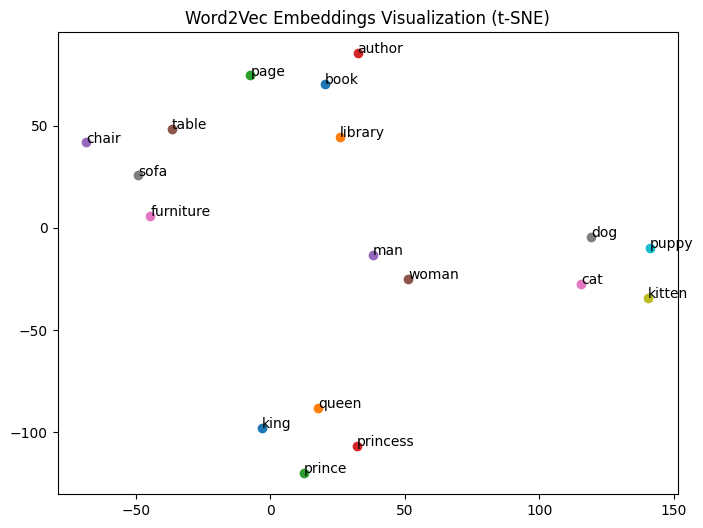 Word2Vec Embeddings Visualization (t-SNE)
author
page
book
table
library
chair
sofa
furniture
dog
puppy
man
woman
cat
kitten
queen
king
princess
prince
50
0
−50
−100
−50
0
50
100
150